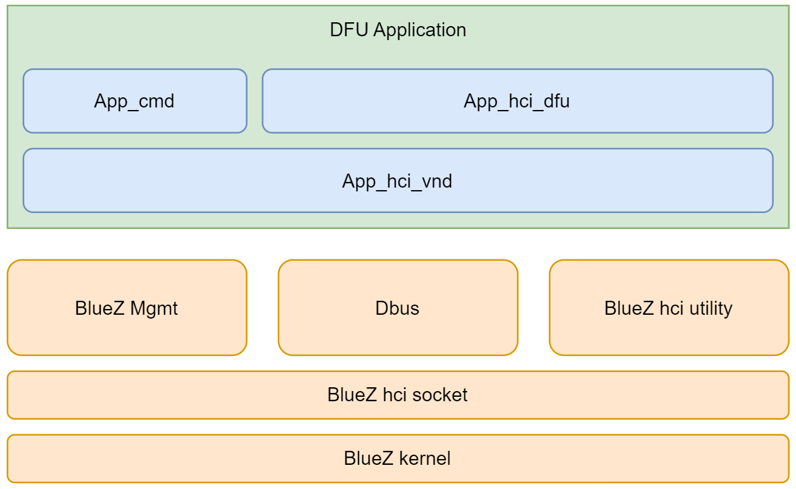 DFU Application
App_cmd
App_hci_dfu
App_hci_vnd
BlueZ Mgmt
Dbus
BlueZ hci utility
BlueZ hci socket
BlueZ kernel